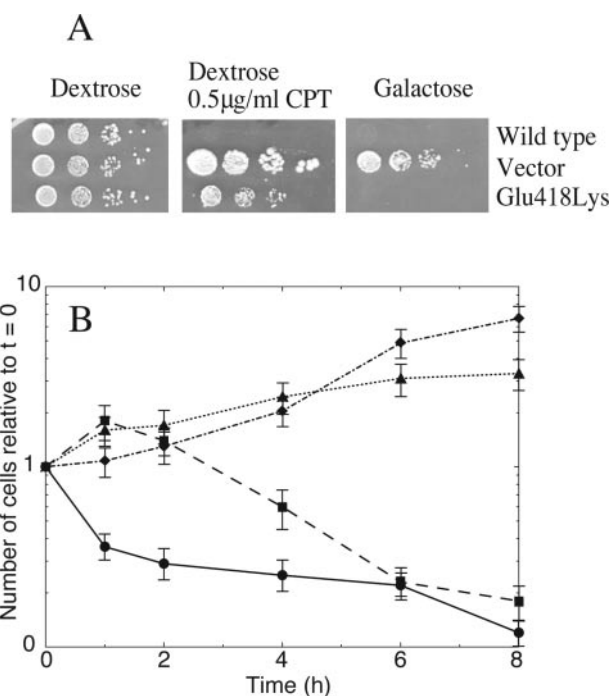 A
Dextrose
Dextrose
0.5µg/ml CPT
Galactose
Wild type
Vector
Glu418Lys
B
Number of cells relative to t = 0
10
1
0
0 2 4 6 8
Time (h)